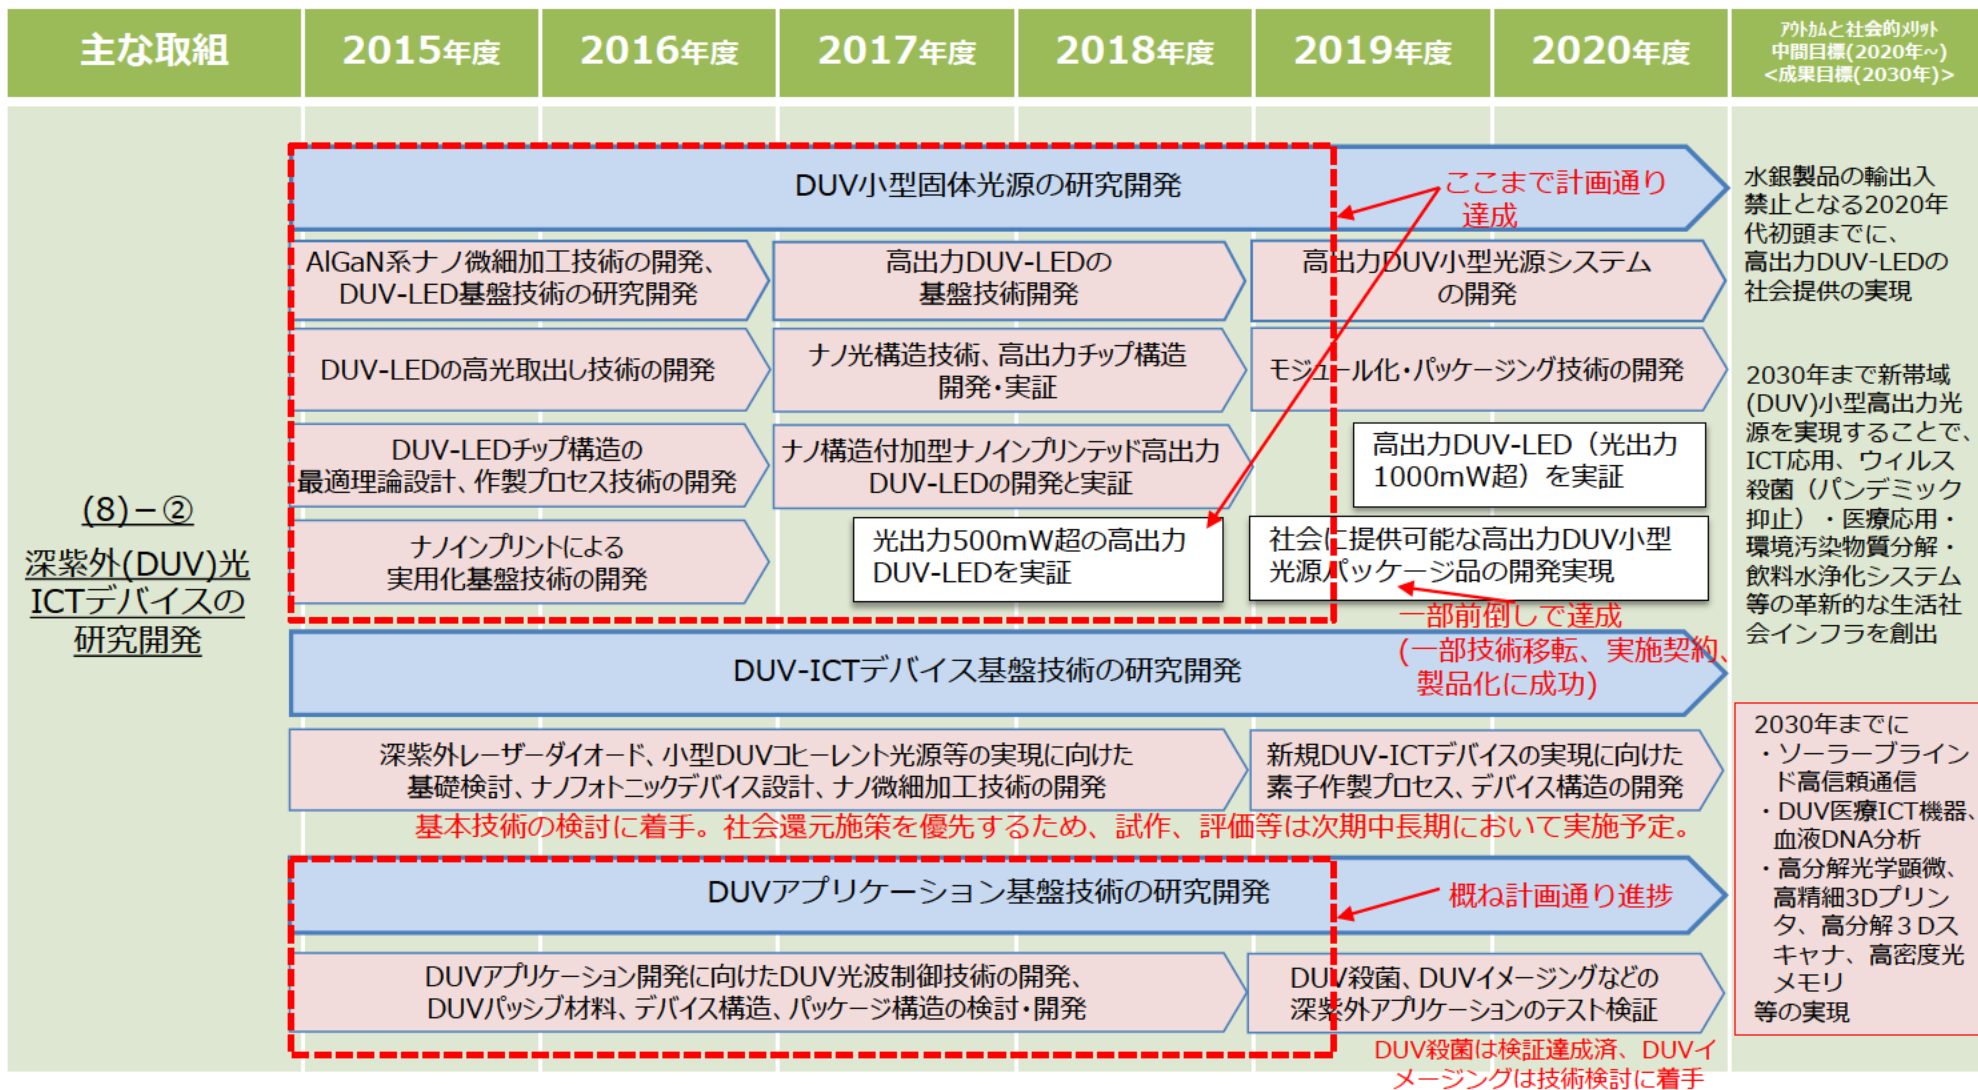 主な取組
2015年度
2016年度
2017年度
2018年度
2019年度
2020年度
ｱｳﾄｶﾑと社会的ﾒﾘｯﾄ
中間目標(2020年~)
<成果目標(2030年)>
(8)－②
深紫外(DUV)光
ICTデバイスの
研究開発
DUV小型固体光源の研究開発
ここまで計画通り
達成
AlGaN系ナノ微細加工技術の開発、
DUV-LED基盤技術の研究開発
高出力DUV-LEDの
基盤技術開発
高出力DUV小型光源システム
の開発
DUV-LEDの高光取出し技術の開発
ナノ光構造技術、高出力チップ構造
開発・実証
モジュール化・パッケージング技術の開発
DUV-LEDチップ構造の
最適理論設計、作製プロセス技術の開発
ナノ構造付加型ナノインプリンテッド高出力
DUV-LEDの開発と実証
高出力DUV-LED（光出力
1000mW超）を実証
ナノインプリントによる
実用化基盤技術の開発
光出力500mW超の高出力
DUV-LEDを実証
社会に提供可能な高出力DUV小型
光源パッケージ品の開発実現
一部前倒しで達成
(一部技術移転、実施契約、
製品化に成功)
DUV-ICTデバイス基盤技術の研究開発
深紫外レーザーダイオード、小型DUVコヒーレント光源等の実現に向けた
基礎検討、ナノフォトニックデバイス設計、ナノ微細加工技術の開発
新規DUV-ICTデバイスの実現に向けた
素子作製プロセス、デバイス構造の開発
基本技術の検討に着手。社会還元施策を優先するため、試作、評価等は次期中長期において実施予定。
DUVアプリケーション基盤技術の研究開発
概ね計画通り進捗
DUVアプリケーション開発に向けたDUV光波制御技術の開発、
DUVパッシブ材料、デバイス構造、パッケージ構造の検討・開発
DUV殺菌、DUVイメージングなどの
深紫外アプリケーションのテスト検証
DUV殺菌は検証達成済、DUVイ
メージングは技術検討に着手
水銀製品の輸出入
禁止となる2020年
代初頭までに、
高出力DUV-LEDの
社会提供の実現
2030年まで新帯域
(DUV)小型高出力光
源を実現することで、
ICT応用、ウィルス
殺菌（パンデミック
抑止）・医療応用・
環境汚染物質分解・
飲料水浄化システム
等の革新的な生活社
会インフラを創出
2030年までに
・ソーラーブライン
ド高信頼通信
・DUV医療ICT機器、
血液DNA分析
・高分解光学顕微、
高精細3Dプリン
タ、高分解３Dス
キャナ、高密度光
メモリ
等の実現